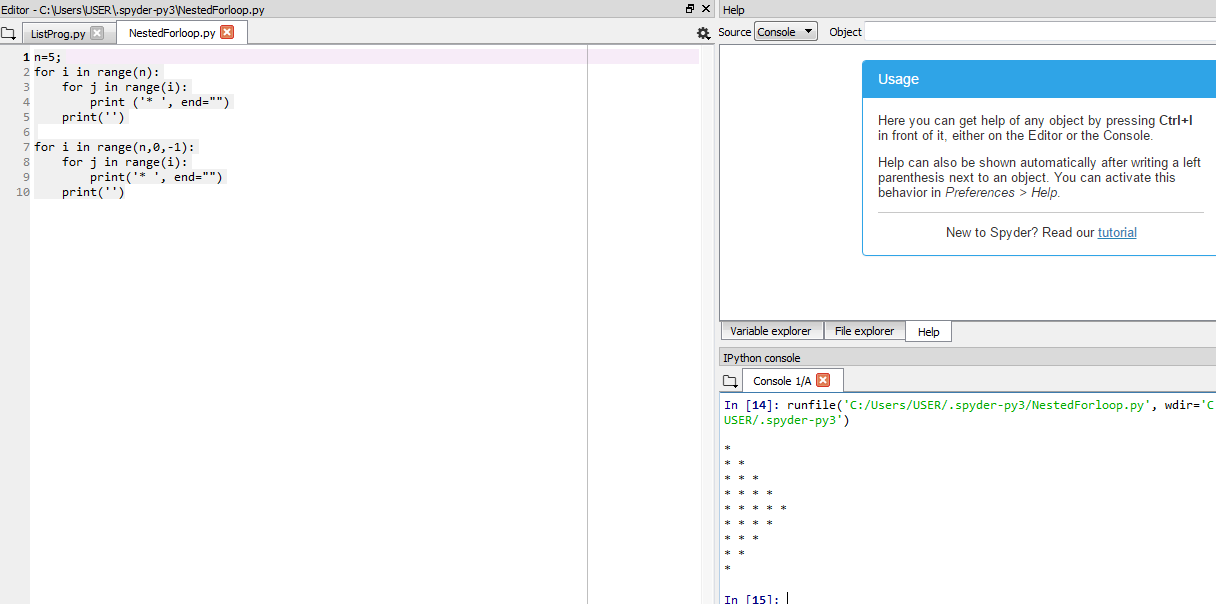 Editor - C:\Users\USER\.spyder-py3\NestedForloop.py
ListProg.py
NestedForloop.py
1 n=5;
2 for i in range(n):
3     for j in range(i):
4         print ('* ', end="")
5     print('')
6
7 for i in range(n,0,-1):
8     for j in range(i):
9         print('* ', end="")
10     print('')
Help
Source Console Object
Usage
Here you can get help of any object by pressing Ctrl+I
in front of it, either on the Editor or the Console.
Help can also be shown automatically after writing a left
parenthesis next to an object. You can activate this
behavior in Preferences > Help.
New to Spyder? Read our tutorial
Variable explorer
File explorer
Help
IPython console
Console 1/A
In [14]: runfile('C:/Users/USER/.spyder-py3/NestedForloop.py', wdir='C
USER/.spyder-py3')
*
* *
* * *
* * * *
* * * * *
* * * *
* * *
* *
*
In [15]: